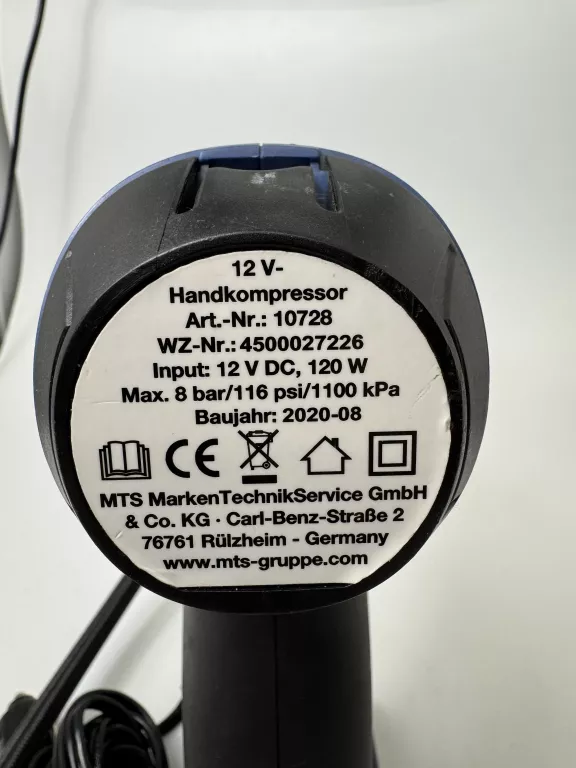 12 V-
Handkompressor
Art.-Nr.: 10728
WZ-Nr.: 4500027226
Input: 12 V DC, 120 W
Max. 8 bar/116 psi/1100 kPa
Baujahr: 2020-08
CE
MTS MarkenTechnikService GmbH
& Co. KG · Carl-Benz-Straße 2
76761 Rülzheim - Germany
www.mts-gruppe.com